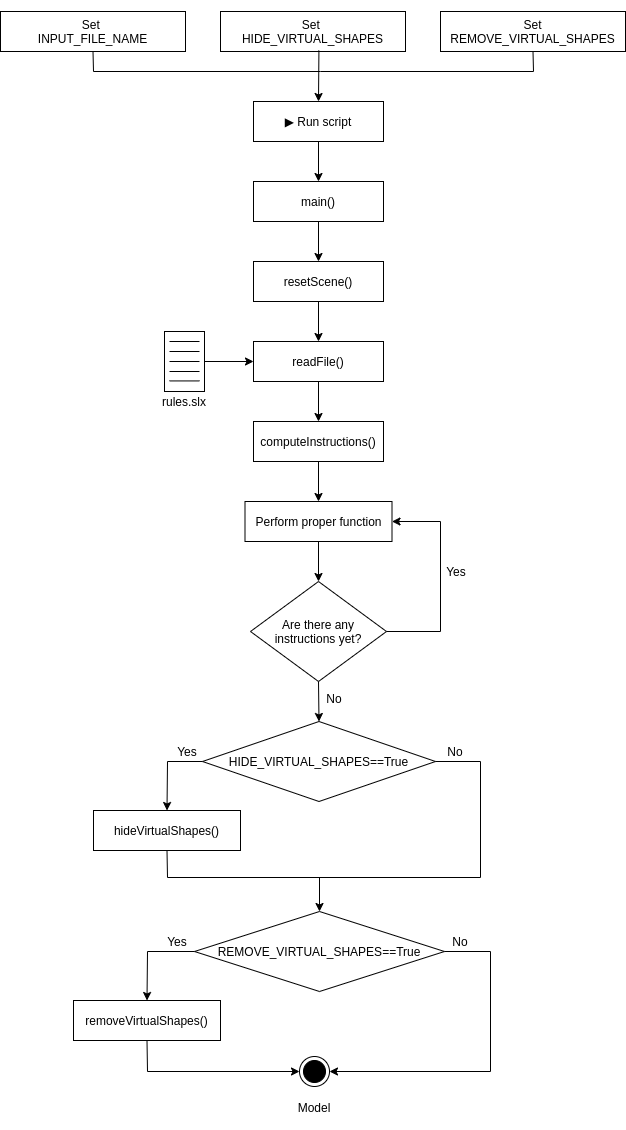 Set
INPUT_FILE_NAME
Set
HIDE_VIRTUAL_SHAPES
Set
REMOVE_VIRTUAL_SHAPES
▶ Run script
main()
resetScene()
readFile()
rules.slx
computeInstructions()
Perform proper function
Yes
Are there any
instructions yet?
No
Yes
HIDE_VIRTUAL_SHAPES==True
No
hideVirtualShapes()
Yes
REMOVE_VIRTUAL_SHAPES==True
No
removeVirtualShapes()
Model